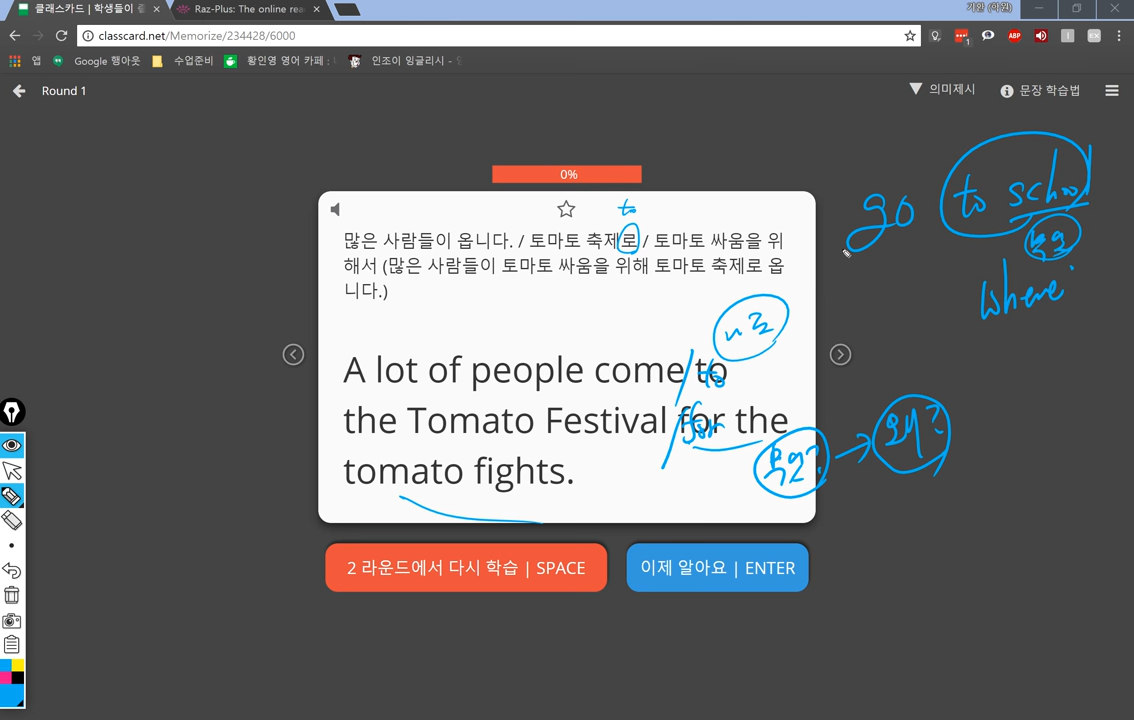 클래스카드 | 학생들이
Raz-Plus: The online rea
classcard.net/Memorize/234428/6000
앱
Google 행아웃
수업준비
황인영 영어 카페 :
인조이 잉글리시 -
Round 1
의미제시
문장 학습법
0%
to
많은 사람들이 옵니다. / 토마토 축제로 / 토마토 싸움을 위
해서 (많은 사람들이 토마토 싸움을 위해 토마토 축제로 옵
니다.)
go to school
where
A lot of people come to
the Tomato Festival for the
tomato fights.
to
for
2 라운드에서 다시 학습 | SPACE
이제 알아요 | ENTER